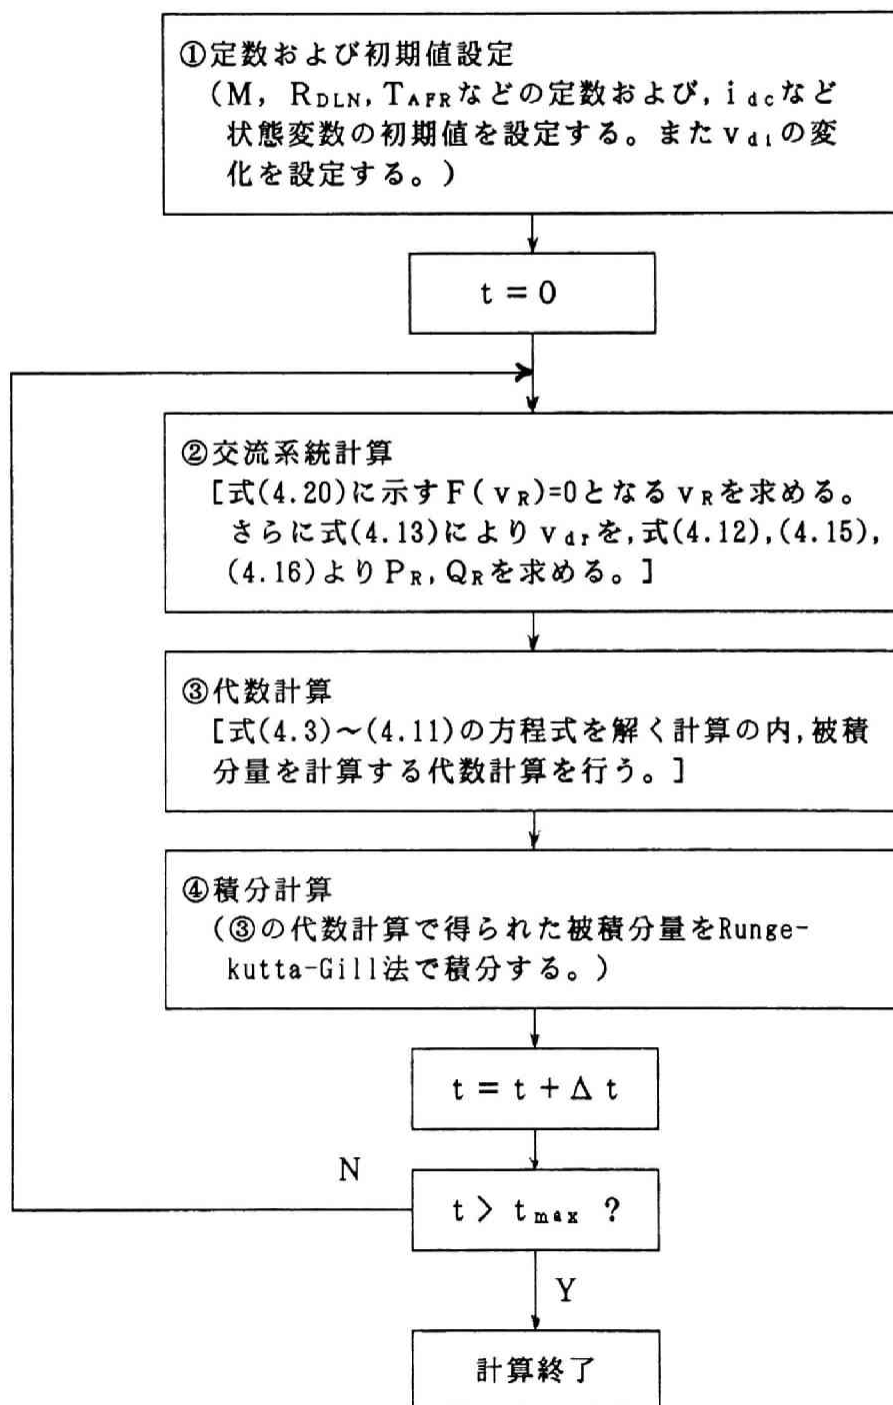 ①定数および初期値設定
(M, RDLN, TAFRなどの定数および, idcなど
状態変数の初期値を設定する。またvdiの変
化を設定する。)
t = 0
②交流系統計算
[式(4.20)に示すF(vR)=0となるvRを求める。
さらに式(4.13)によりvdrを,式(4.12),(4.15),
(4.16)よりPR, QRを求める。]
③代数計算
[式(4.3)～(4.11)の方程式を解く計算の内,被積
分量を計算する代数計算を行う。]
④積分計算
(③の代数計算で得られた被積分量をRunge-
kutta-Gill法で積分する。)
t = t + Δt
N
t > tmax ?
Y
計算終了